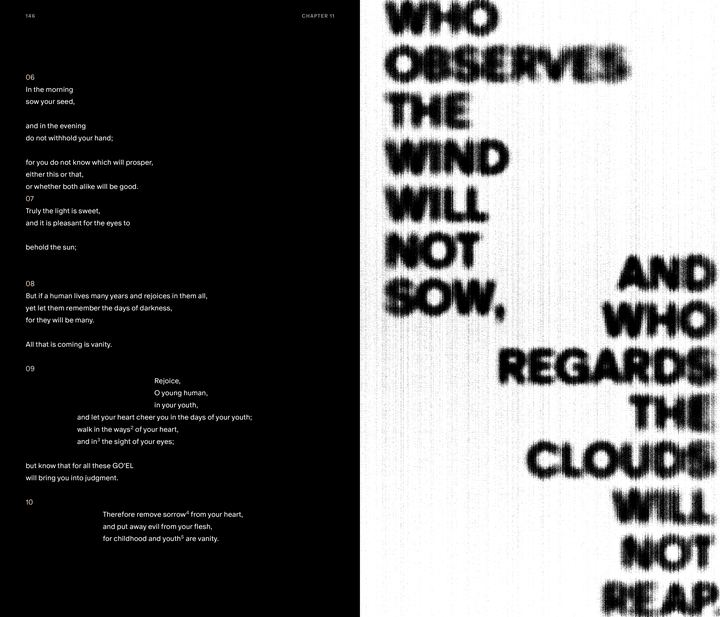 146
CHAPTER 11
06
In the morning
sow your seed,
and in the evening
do not withhold your hand;
for you do not know which will prosper,
either this or that,
or whether both alike will be good.
07
Truly the light is sweet,
and it is pleasant for the eyes to
behold the sun;
08
But if a human lives many years and rejoices in them all,
yet let them remember the days of darkness,
for they will be many.
All that is coming is vanity.
09
Rejoice,
O young human,
in your youth,
and let your heart cheer you in the days of your youth;
walk in the ways² of your heart,
and in³ the sight of your eyes;
but know that for all these GO'EL
will bring you into judgment.
10
Therefore remove sorrow⁴ from your heart,
and put away evil from your flesh,
for childhood and youth⁵ are vanity.
WHO
OBSERVES
THE
WIND
WILL
NOT
SOW,
AND
WHO
REGARDS
THE
CLOUDS
WILL
NOT
REAP.